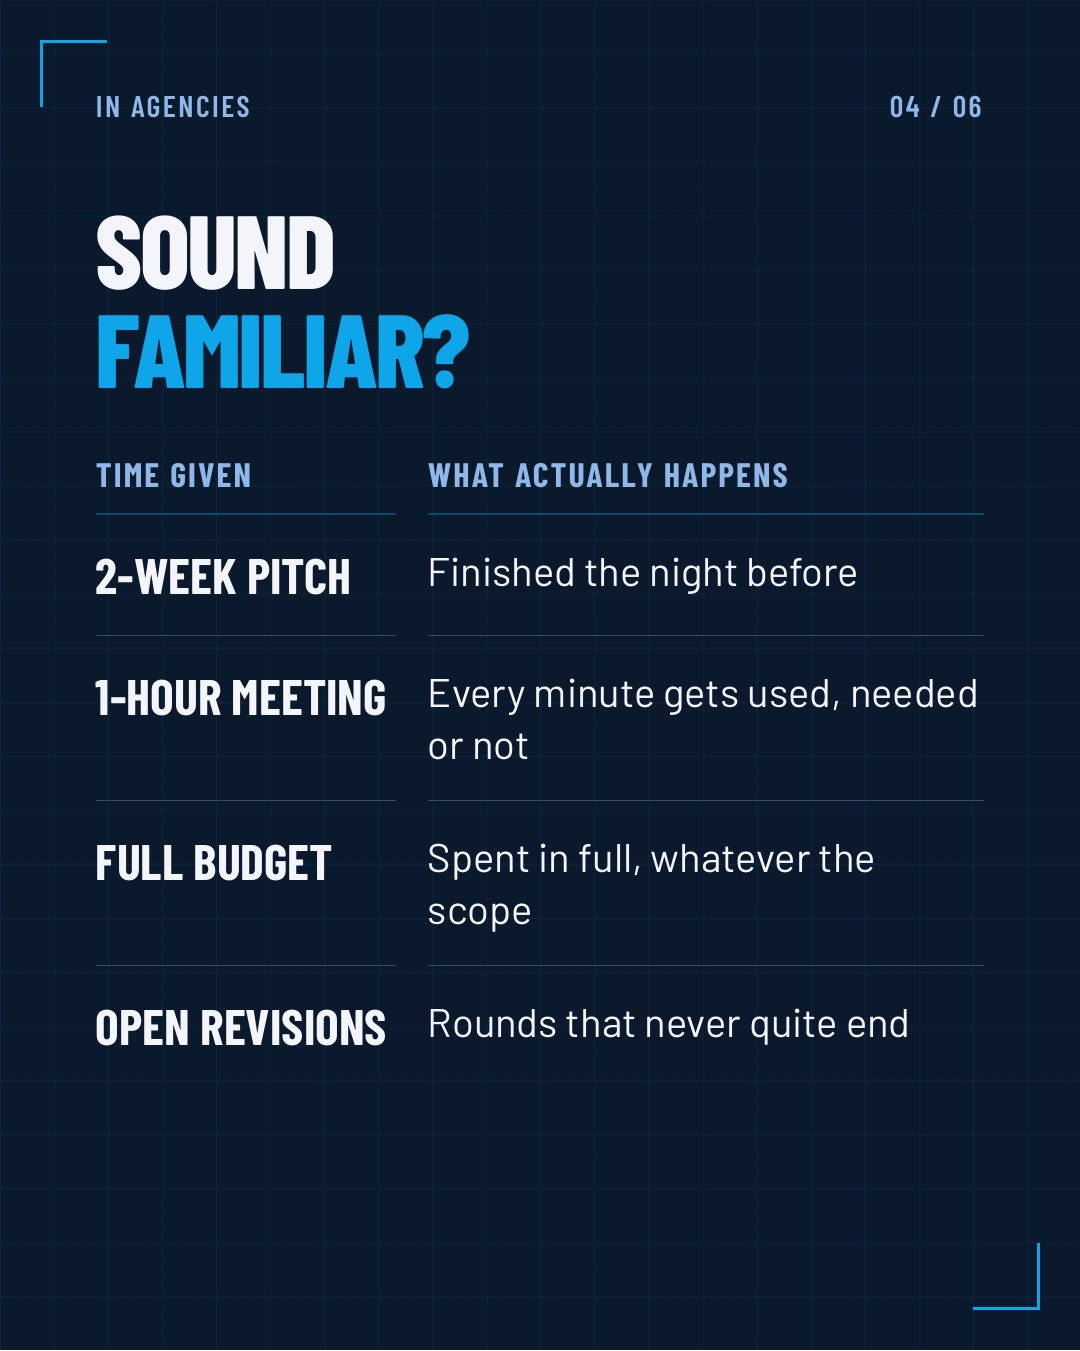 IN AGENCIES
04 / 06
SOUND
FAMILIAR?
TIME GIVEN
WHAT ACTUALLY HAPPENS
2-WEEK PITCH
Finished the night before
1-HOUR MEETING
Every minute gets used, needed
or not
FULL BUDGET
Spent in full, whatever the
scope
OPEN REVISIONS
Rounds that never quite end